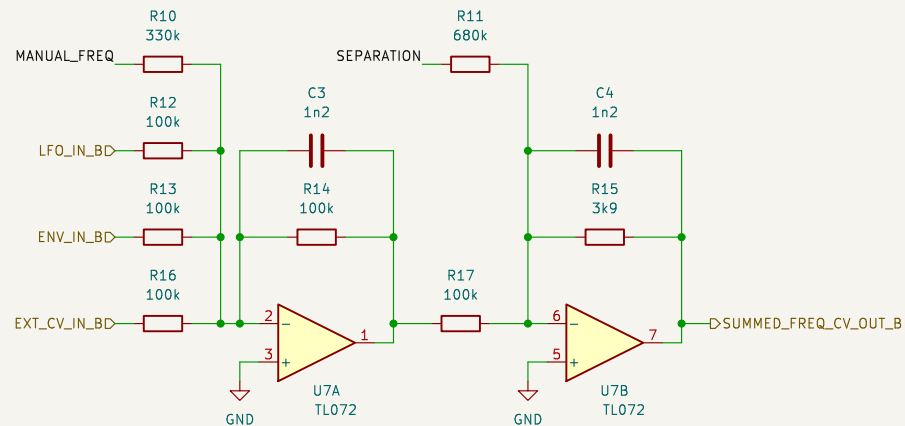 R10
330k
MANUAL_FREQ
R11
680k
SEPARATION
R12
100k
LFO_IN_B
C3
1n2
C4
1n2
R13
100k
ENV_IN_B
R14
100k
R15
3k9
R16
100k
EXT_CV_IN_B
2
-
3
+
1
U7A
TL072
GND
R17
100k
6
-
5
+
7
U7B
TL072
GND
SUMMED_FREQ_CV_OUT_B